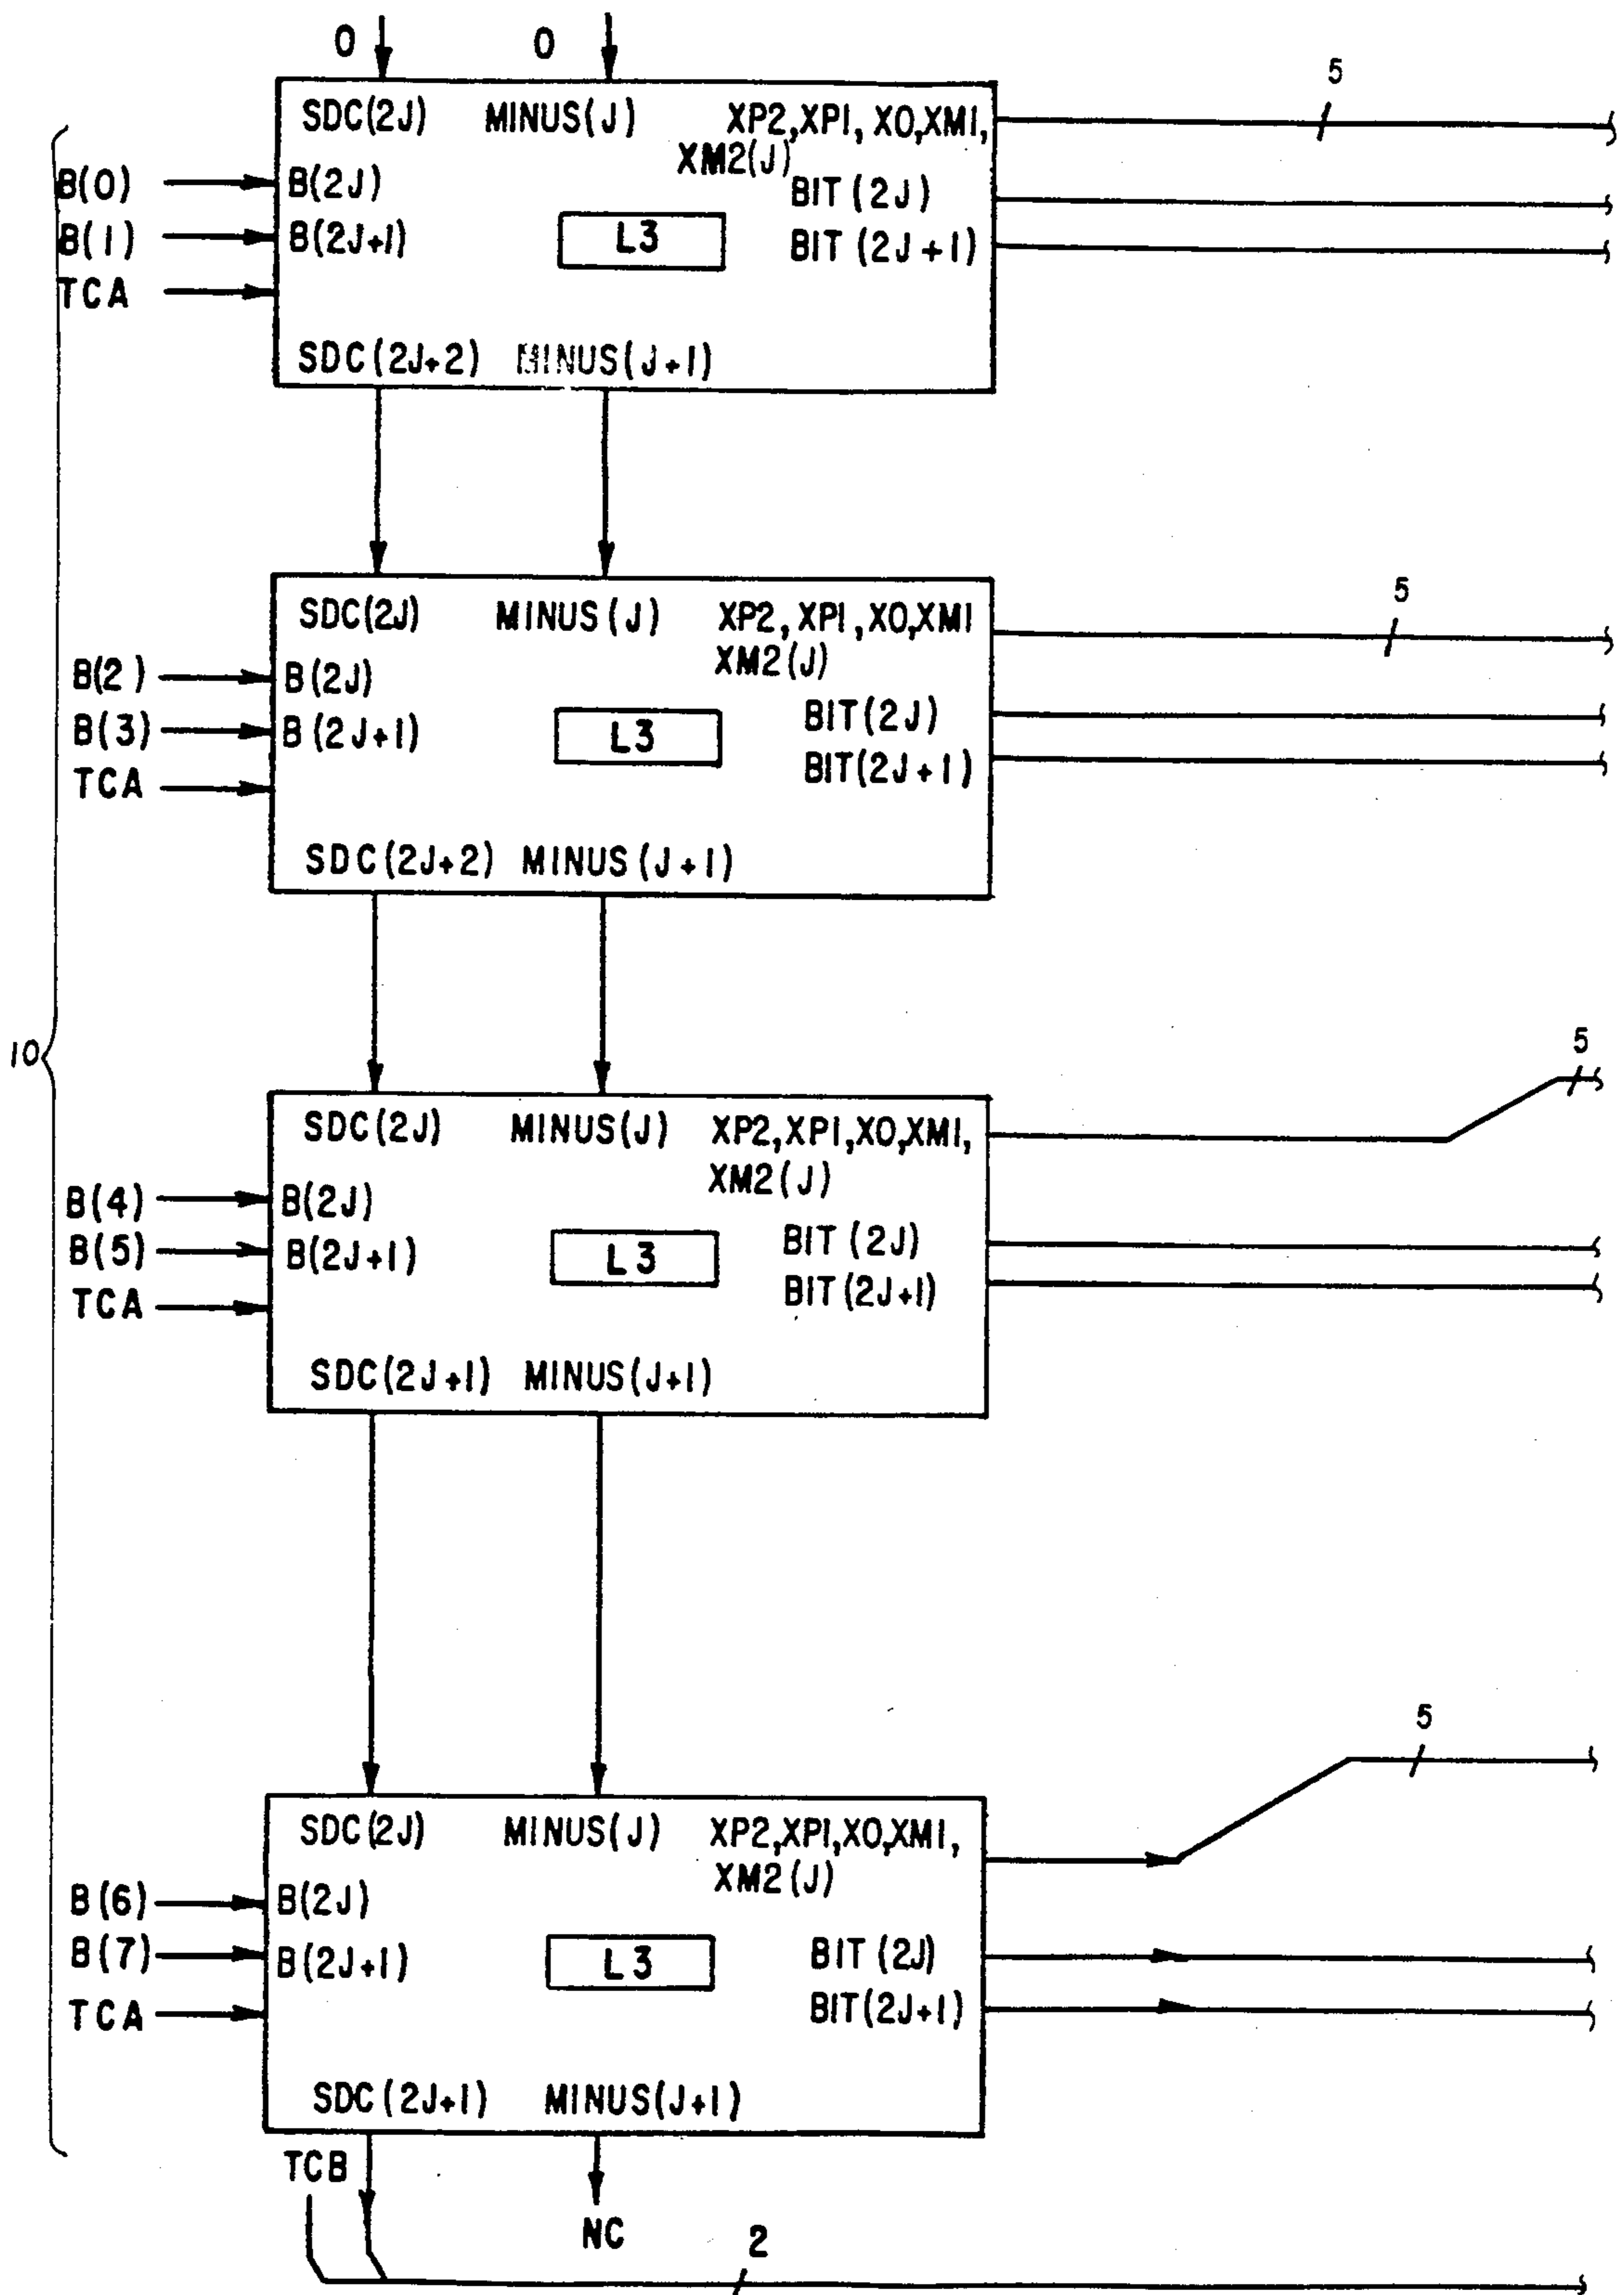 0 0
5
SDC(2J) MINUS(J) XP2,XP1, X0,XM1,
XM2(J)
B(0) B(2J) BIT (2J)
B(1) B(2J+1) L3 BIT (2J+1)
TCA
SDC(2J+2) MINUS(J+1)
5
SDC(2J) MINUS(J) XP2, XP1, X0,XM1
XM2(J)
B(2) B(2J) BIT(2J)
B(3) B(2J+1) L3 BIT(2J+1)
TCA
SDC(2J+2) MINUS(J+1)
10
5
SDC(2J) MINUS(J) XP2,XP1,X0,XM1,
XM2(J)
B(4) B(2J) BIT (2J)
B(5) B(2J+1) L3 BIT(2J+1)
TCA
SDC(2J+1) MINUS(J+1)
5
SDC(2J) MINUS(J) XP2,XP1,X0,XM1,
XM2(J)
B(6) B(2J) BIT (2J)
B(7) B(2J+1) L3 BIT(2J+1)
TCA
SDC(2J+1) MINUS(J+1)
TCB
NC
2